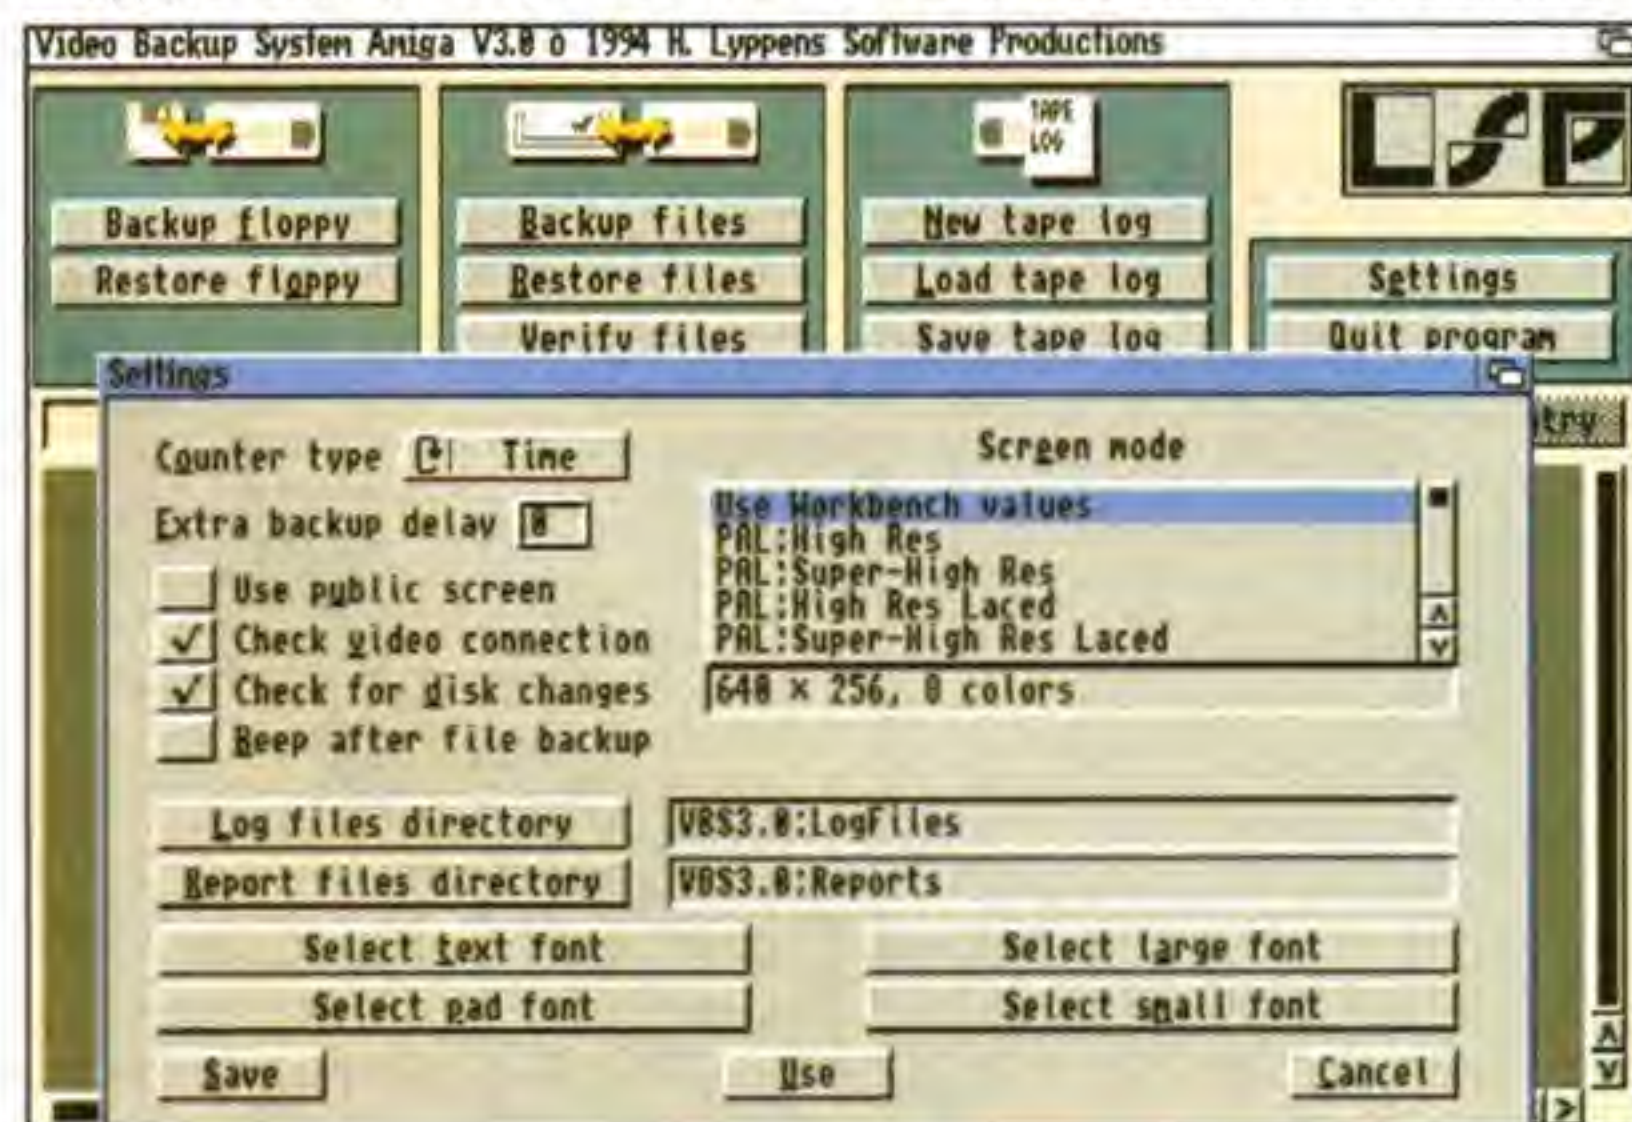 Video Backup System Amiga V3.0 o 1994 H. Lyppens Software Productions
TAPE
LOG
LSP
Backup floppy
Restore floppy
Backup files
Restore files
Verify files
New tape log
Load tape log
Save tape log
Settings
Quit program
Settings
try
Counter type Time
Extra backup delay 0
Use public screen
Check video connection
Check for disk changes
Beep after file backup
Screen mode
Use Workbench values
PAL:High Res
PAL:Super-High Res
PAL:High Res Laced
PAL:Super-High Res Laced
640 × 256, 8 colors
Log files directory VBS3.0:LogFiles
Report files directory VBS3.0:Reports
Select text font
Select large font
Select pad font
Select small font
Save
Use
Cancel